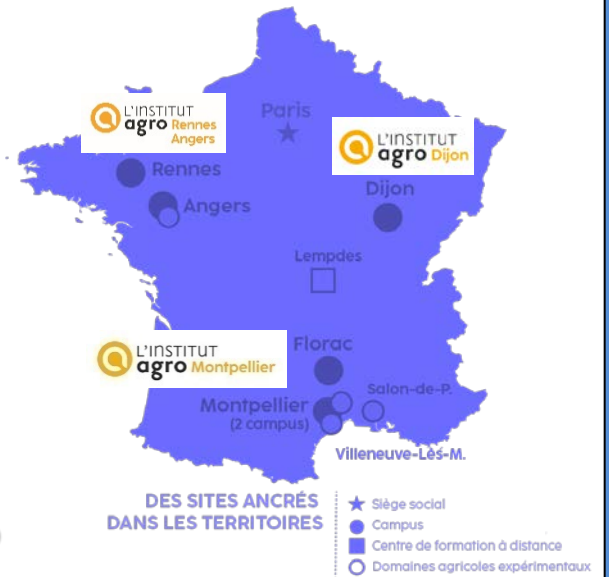 Paris
L'INSTITUT
agro Rennes
Angers
L'INSTITUT
agro Dijon
Rennes
Dijon
Angers
Lempdes
L'INSTITUT
agro Montpellier
Florac
Salon-de-P.
Montpellier
(2 campus)
Villeneuve-Lès-M.
DES SITES ANCRÉS
DANS LES TERRITOIRES
Siège social
Campus
Centre de formation à distance
Domaines agricoles expérimentaux